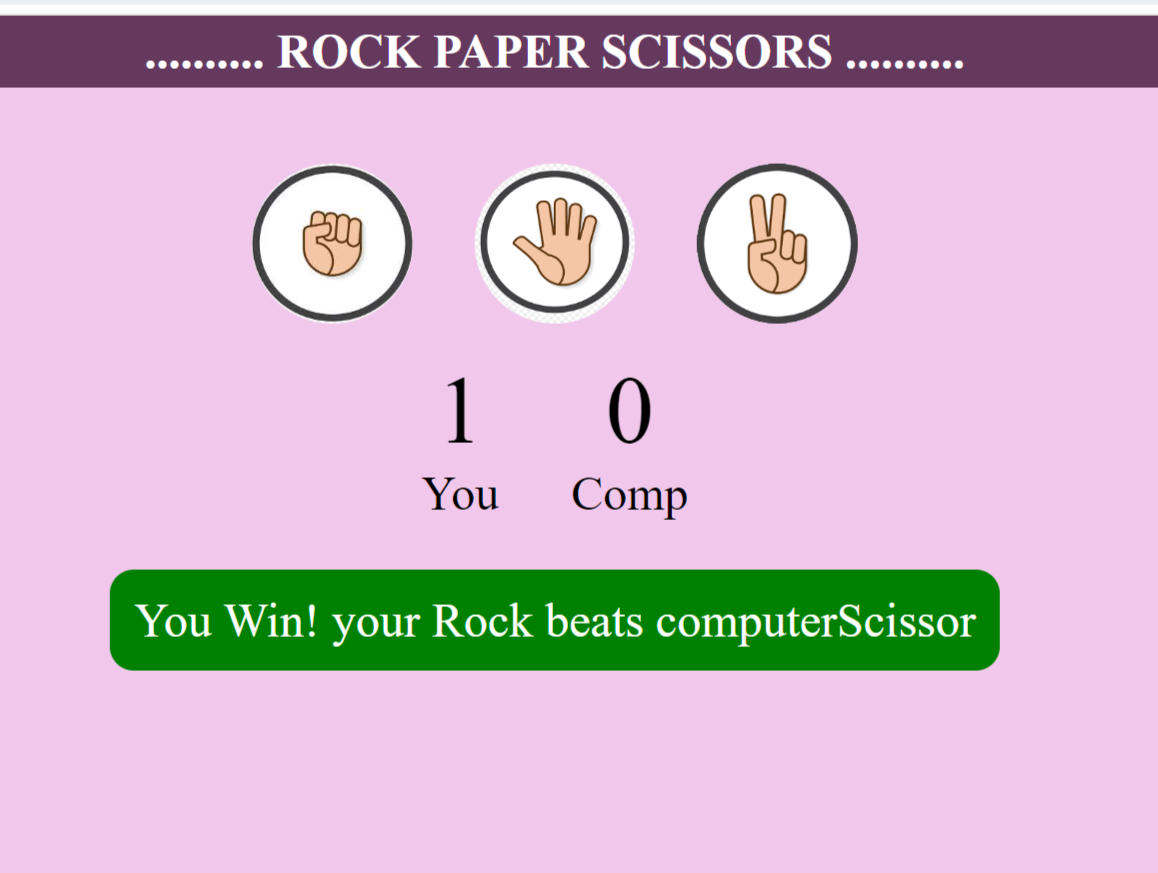 .......... ROCK PAPER SCISSORS ..........
1 0
You Comp
You Win! your Rock beats computerScissor